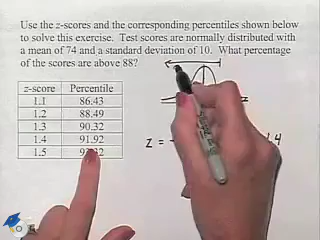 Use the z-scores and the corresponding percentiles shown below
to solve this exercise. Test scores are normally distributed with
a mean of 74 and a standard deviation of 10. What percentage
of the scores are above 88?
z-score Percentile
1.1 86.43
1.2 88.49
1.3 90.32
1.4 91.92
1.5
z =